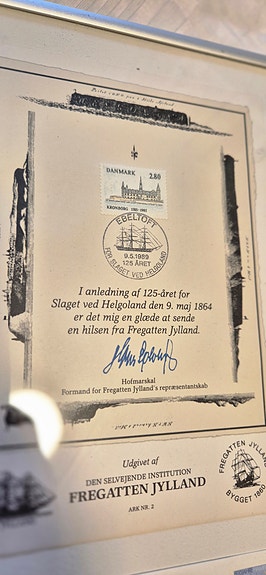 DANMARK 2.80
KRONBORG 1585-1985
EBELTOFT
9.5.1989
125 ÅRET
FOR SLAGET VED HELGOLAND
I anledning af 125-året for
Slaget ved Helgoland den 9. maj 1864
er det mig en glæde at sende
en hilsen fra Fregatten Jylland.
Hofmarskal
Formand for Fregatten Jylland's repræsentantskab
Udgivet af
DEN SELVEJENDE INSTITUTION
FREGATTEN JYLLAND
ARK NR. 2
FREGATTEN JYLLAND
BYGGET 1860